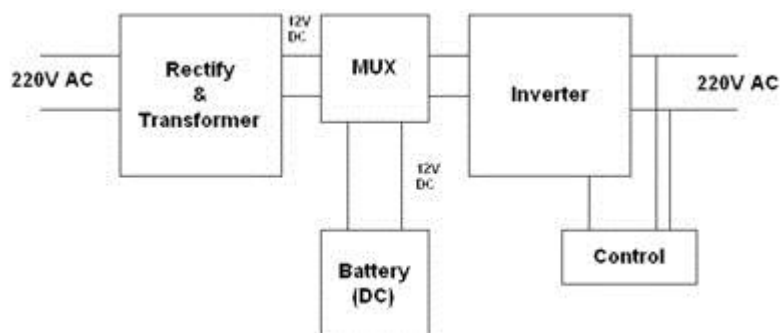 12V
DC
220V AC
Rectify
&
Transformer
MUX
Inverter
220V AC
12V
DC
Control
Battery
(DC)